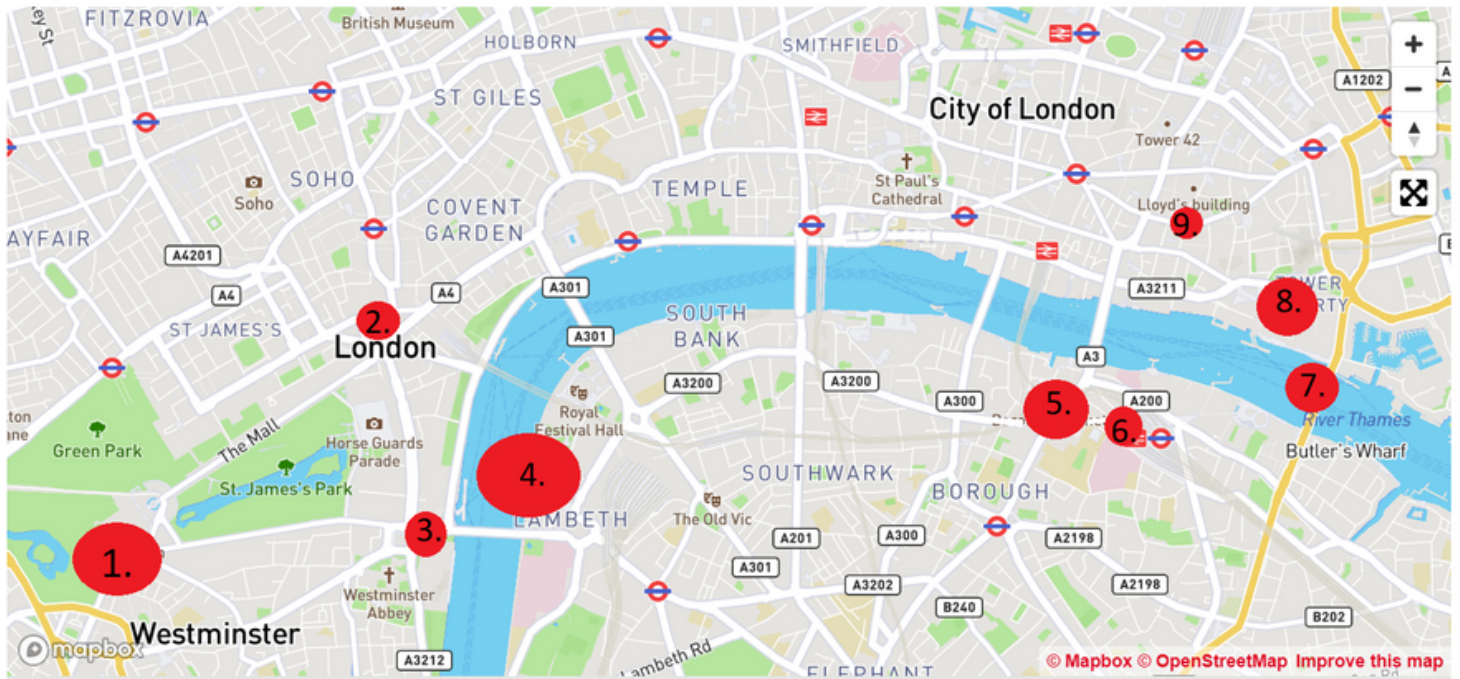 FITZROVIA
British Museum
HOLBORN
SMITHFIELD
ST GILES
City of London
A1202
Tower 42
SOHO
Soho
COVENT
GARDEN
TEMPLE
St Paul's
Cathedral
Lloyd's building
9.
AYFAIR
A4201
A4
A4
A301
A3211
8.
ST JAMES'S
2.
London
A301
SOUTH
BANK
A3
7.
River Thames
Butler's Wharf
A3200
A3200
A300
5.
A200
6.
Green Park
The Mall
Horse Guards
Parade
St. James's Park
Royal
Festival Hall
4.
LAMBETH
SOUTHWARK
BOROUGH
The Old Vic
1.
3.
Westminster
Abbey
A201
A300
A2198
A301
A3202
A2198
B240
B202
Westminster
mapbox
A3212
Lambeth Rd
ELEPHANT
© Mapbox © OpenStreetMap Improve this map